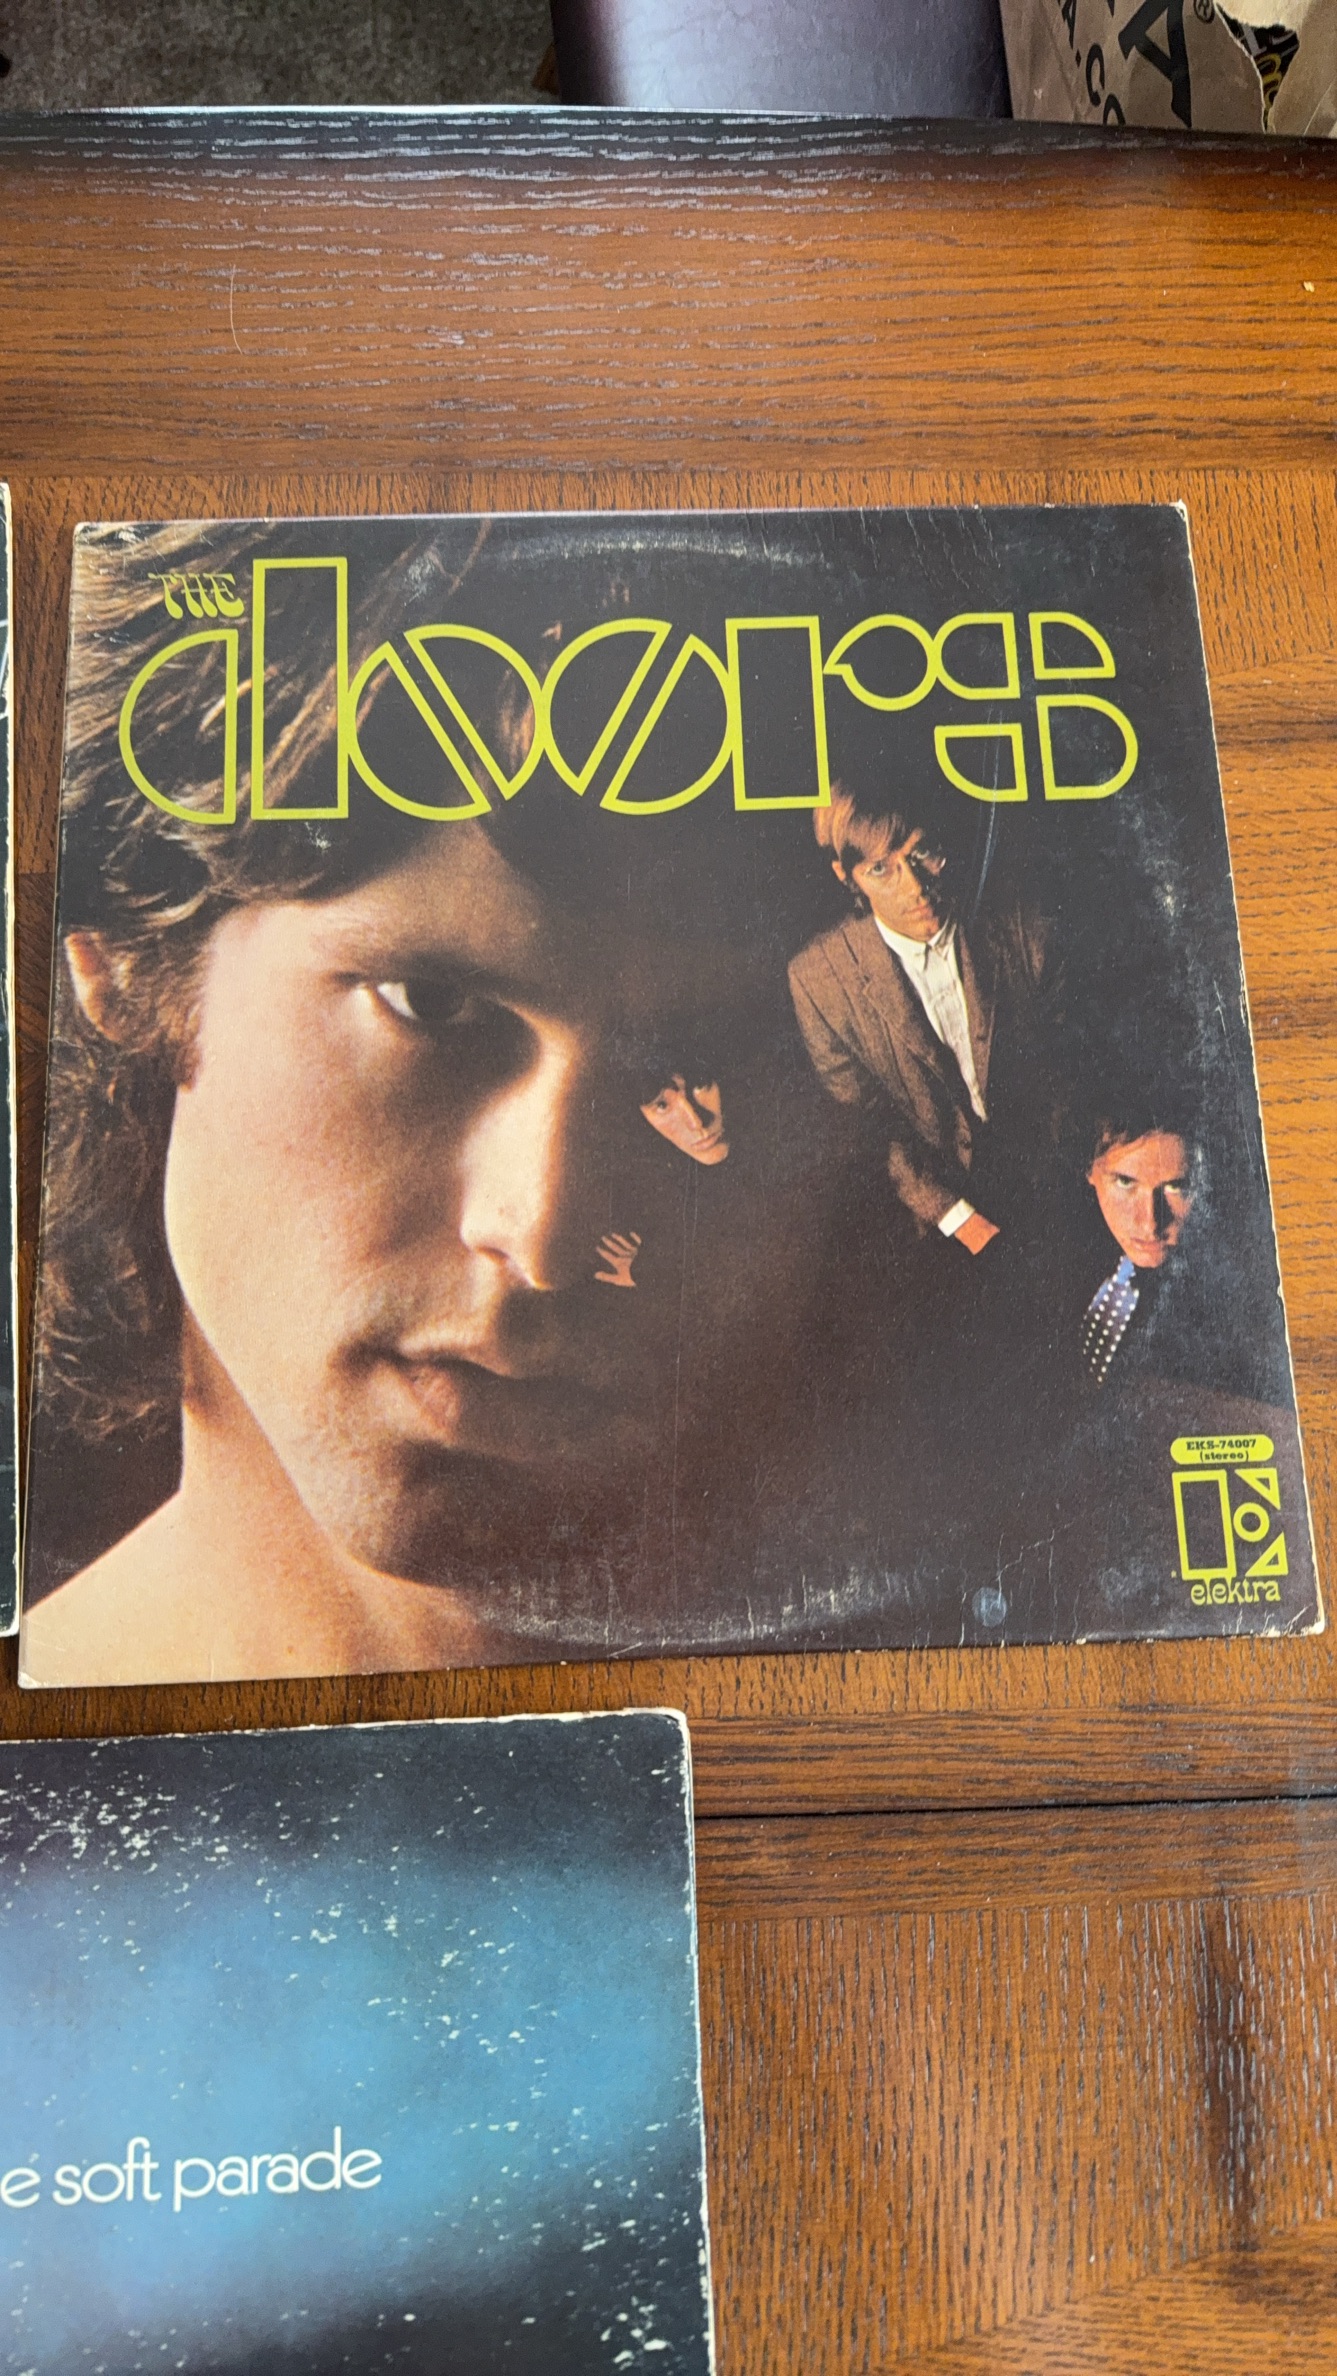 THE
doors
EKS-74007
(stereo)
elektra
e soft parade